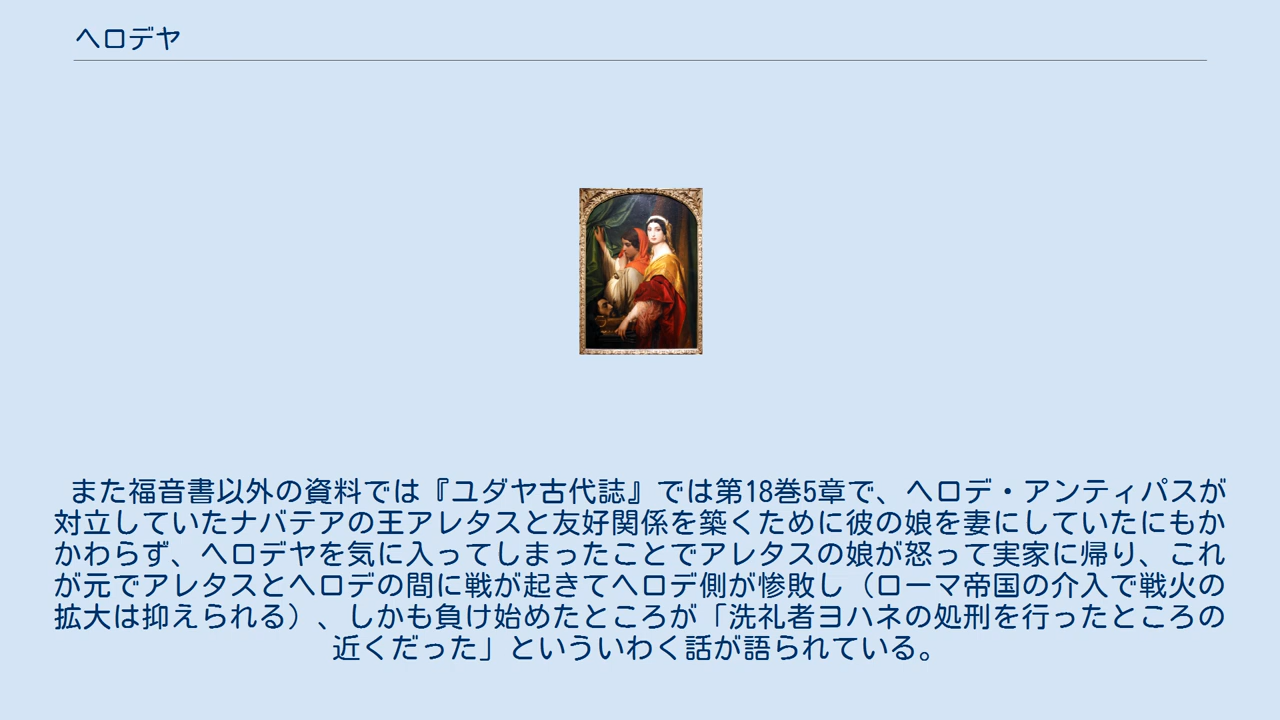 ヘロデヤ
また福音書以外の資料では『ユダヤ古代誌』では第18巻5章で、ヘロデ・アンティパスが
対立していたナバテアの王アレタスと友好関係を築くために彼の娘を妻にしていたにもか
かわらず、ヘロデヤを気に入ってしまったことでアレタスの娘が怒って実家に帰り、これ
が元でアレタスとヘロデの間に戦が起きてヘロデ側が惨敗し（ローマ帝国の介入で戦火の
拡大は抑えられる）、しかも負け始めたところが「洗礼者ヨハネの処刑を行ったところの
近くだった」といういわく話が語られている。